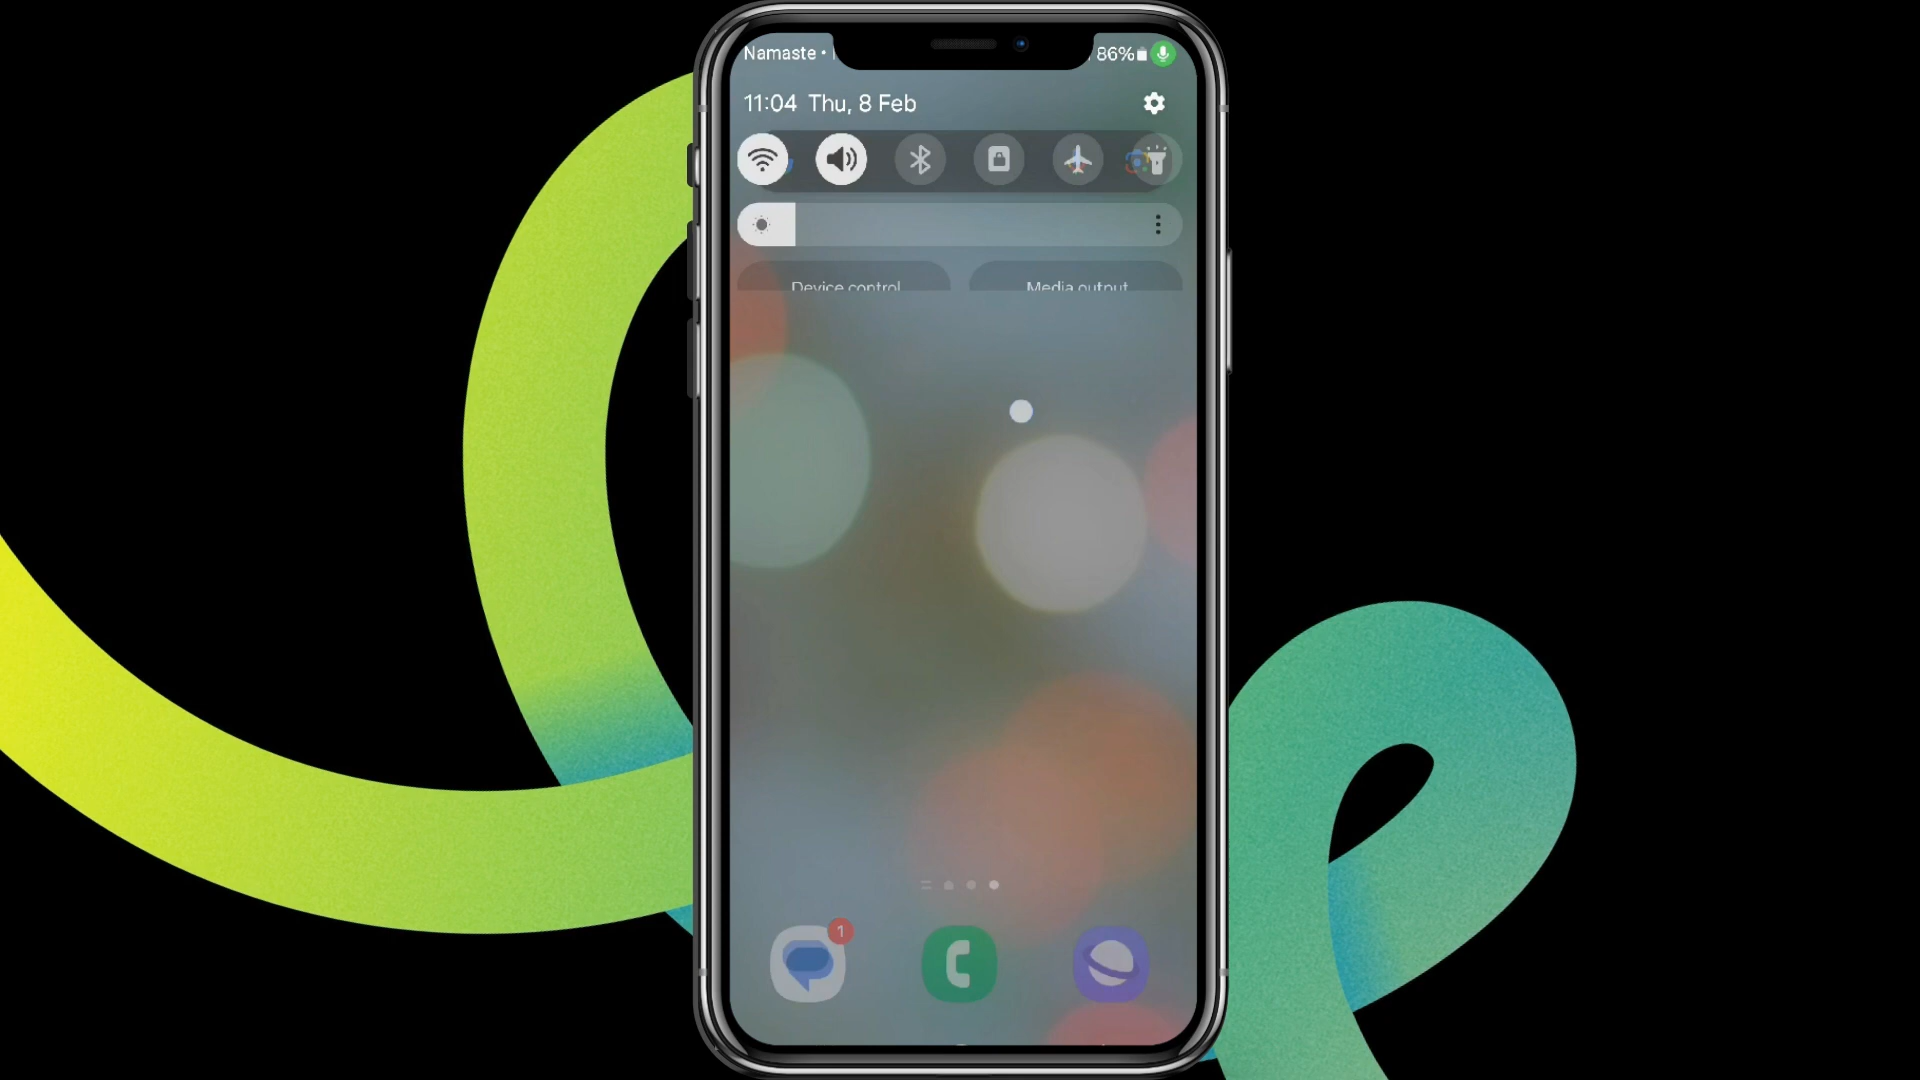 Namaste •
86%
11:04 Thu, 8 Feb
Device control
Media output
1